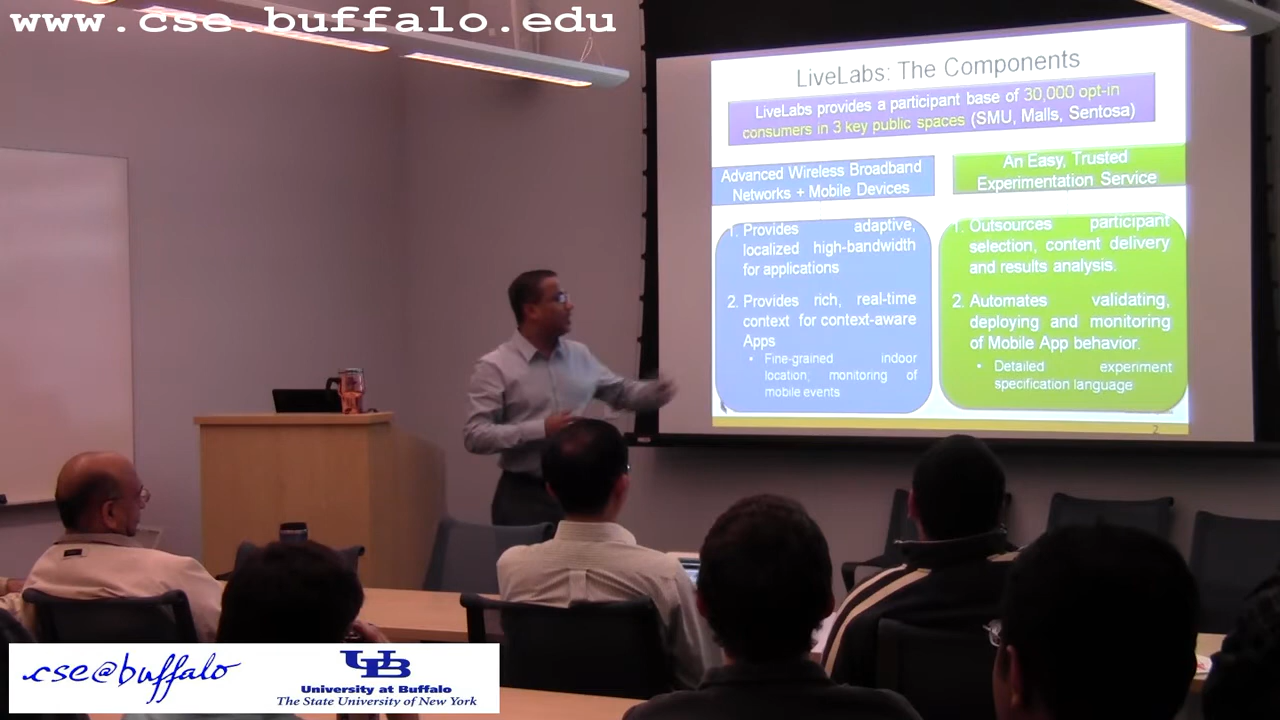 www.cse.buffalo.edu
LiveLabs: The Components
LiveLabs provides a participant base of 30,000 opt-in
consumers in 3 key public spaces (SMU, Malls, Sentosa)
Advanced Wireless Broadband
Networks + Mobile Devices
1. Provides adaptive,
localized high-bandwidth
for applications
2. Provides rich, real-time
context for context-aware
Apps
• Fine-grained indoor
location; monitoring of
mobile events
An Easy, Trusted
Experimentation Service
1. Outsources participant
selection, content delivery
and results analysis.
2. Automates validating,
deploying and monitoring
of Mobile App behavior.
• Detailed experiment
specification language
2
cse@buffalo
UB
University at Buffalo
The State University of New York